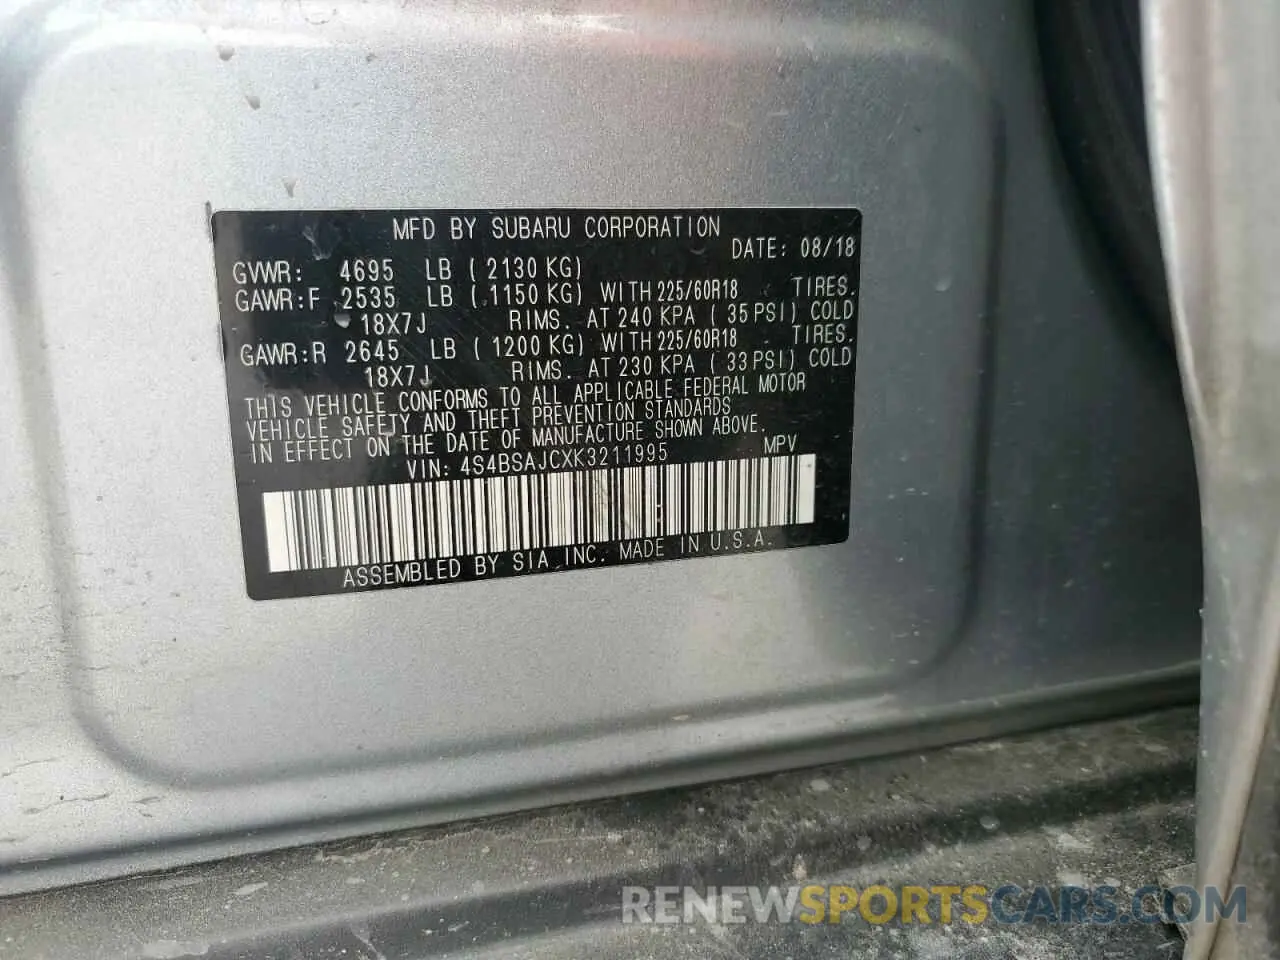 MFD BY SUBARU CORPORATION
DATE: 08/18
GVWR: 4695 LB ( 2130 KG)
GAWR:F 2535 LB ( 1150 KG) WITH 225/60R18 TIRES.
18X7J RIMS. AT 240 KPA ( 35 PSI) COLD
GAWR:R 2645 LB ( 1200 KG) WITH 225/60R18 TIRES.
18X7J RIMS. AT 230 KPA ( 33 PSI) COLD
THIS VEHICLE CONFORMS TO ALL APPLICABLE FEDERAL MOTOR
VEHICLE SAFETY AND THEFT PREVENTION STANDARDS
IN EFFECT ON THE DATE OF MANUFACTURE SHOWN ABOVE.
VIN: 4S4BSAJCXK3211995 MPV
ASSEMBLED BY SIA, INC. MADE IN U.S.A.
RENEWSPORTSCARS.COM